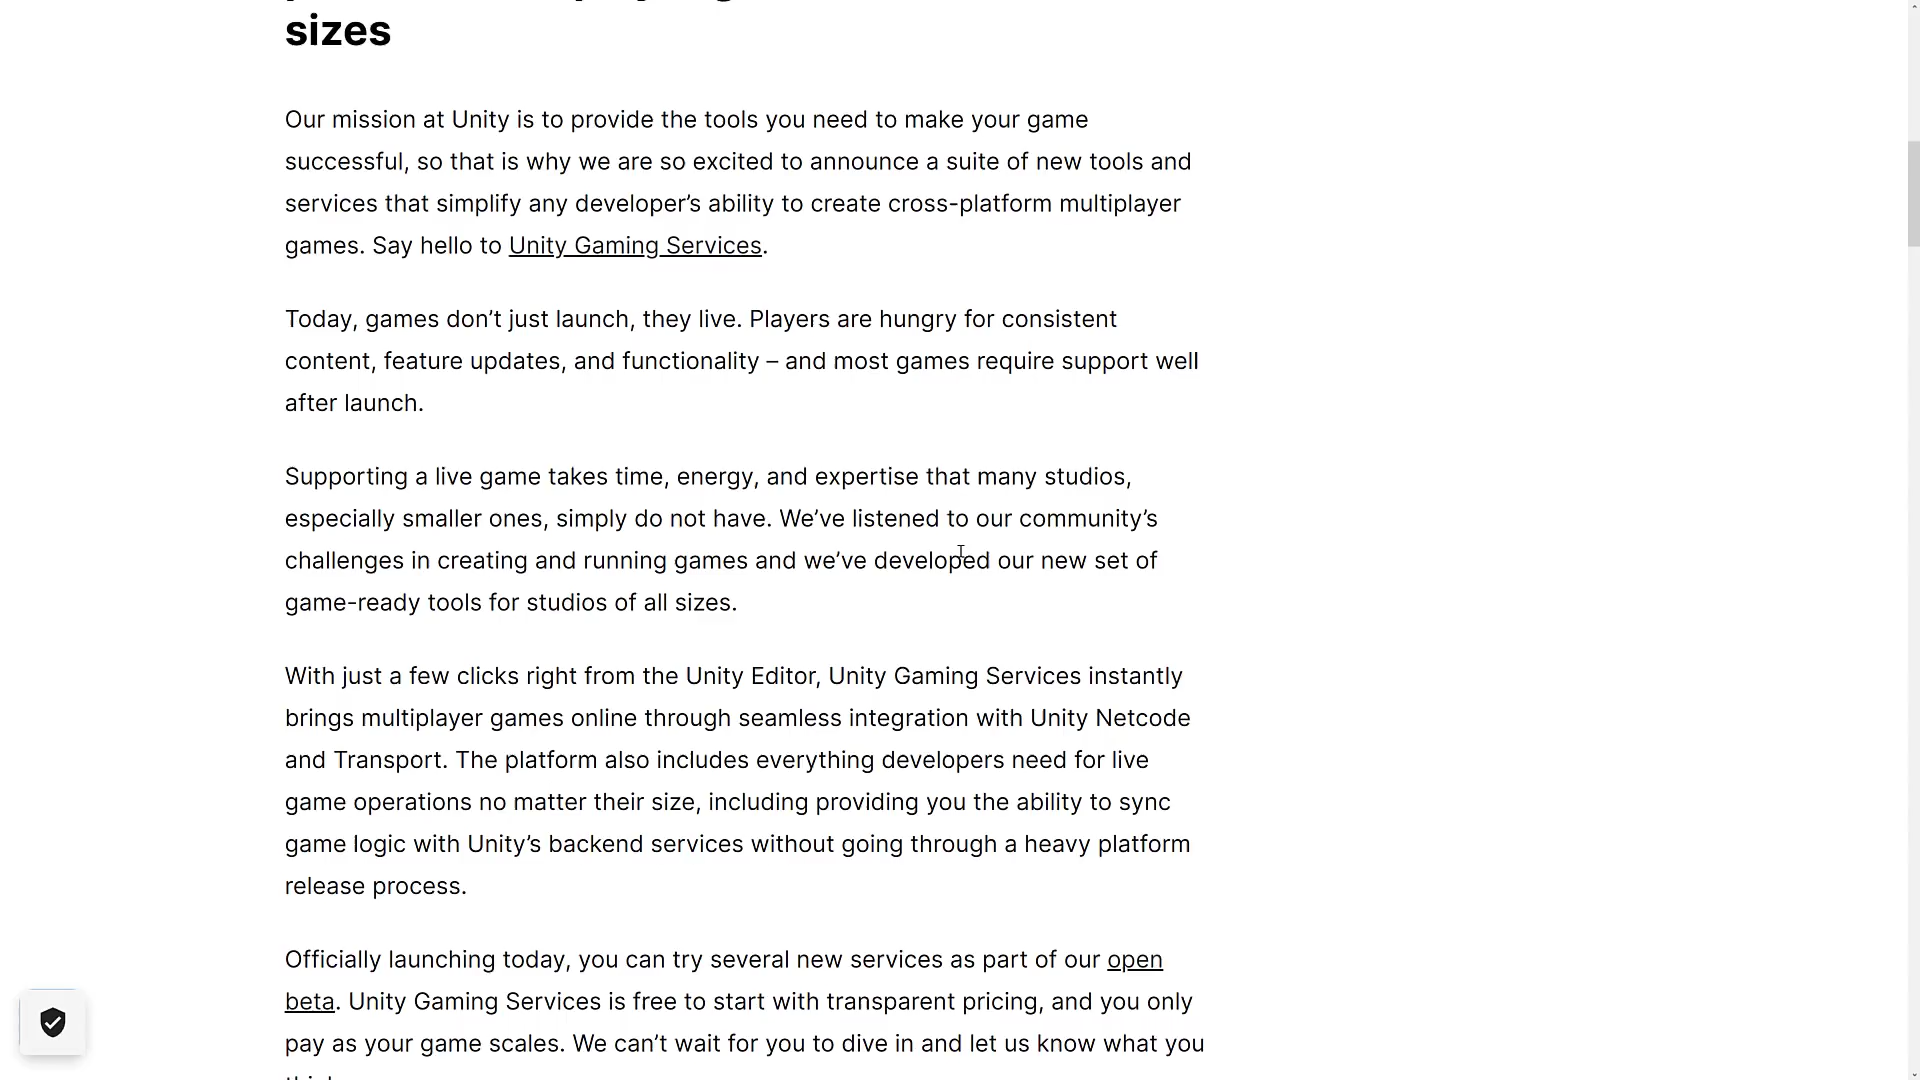 sizes
Our mission at Unity is to provide the tools you need to make your game
successful, so that is why we are so excited to announce a suite of new tools and
services that simplify any developer’s ability to create cross-platform multiplayer
games. Say hello to Unity Gaming Services.
Today, games don’t just launch, they live. Players are hungry for consistent
content, feature updates, and functionality – and most games require support well
after launch.
Supporting a live game takes time, energy, and expertise that many studios,
especially smaller ones, simply do not have. We’ve listened to our community’s
challenges in creating and running games and we’ve developed our new set of
game-ready tools for studios of all sizes.
With just a few clicks right from the Unity Editor, Unity Gaming Services instantly
brings multiplayer games online through seamless integration with Unity Netcode
and Transport. The platform also includes everything developers need for live
game operations no matter their size, including providing you the ability to sync
game logic with Unity’s backend services without going through a heavy platform
release process.
Officially launching today, you can try several new services as part of our open
beta. Unity Gaming Services is free to start with transparent pricing, and you only
pay as your game scales. We can’t wait for you to dive in and let us know what you